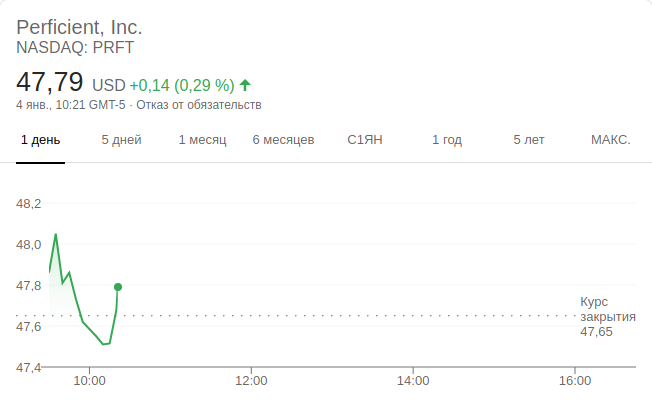 Perficient, Inc.
NASDAQ: PRFT
47,79 USD +0,14 (0,29 %)
4 янв., 10:21 GMT-5 · Отказ от обязательств
1 день 5 дней 1 месяц 6 месяцев С1ЯН 1 год 5 лет МАКС.
48,2
48,0
47,8
47,6
47,4
Курс
закрытия
47,65
10:00 12:00 14:00 16:00